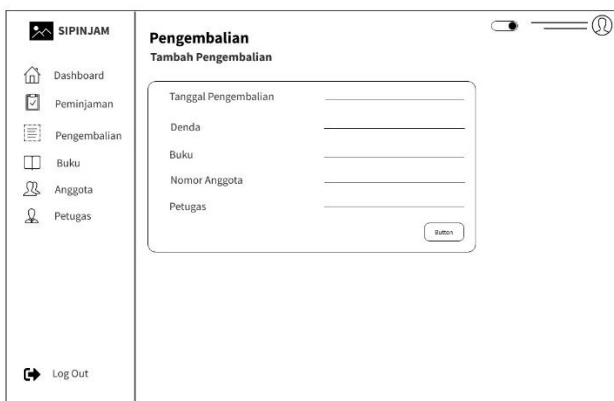 SIPINJAM
Dashboard
Peminjaman
Pengembalian
Buku
Anggota
Petugas
Log Out
Pengembalian
Tambah Pengembalian
Tanggal Pengembalian
Denda
Buku
Nomor Anggota
Petugas
Button